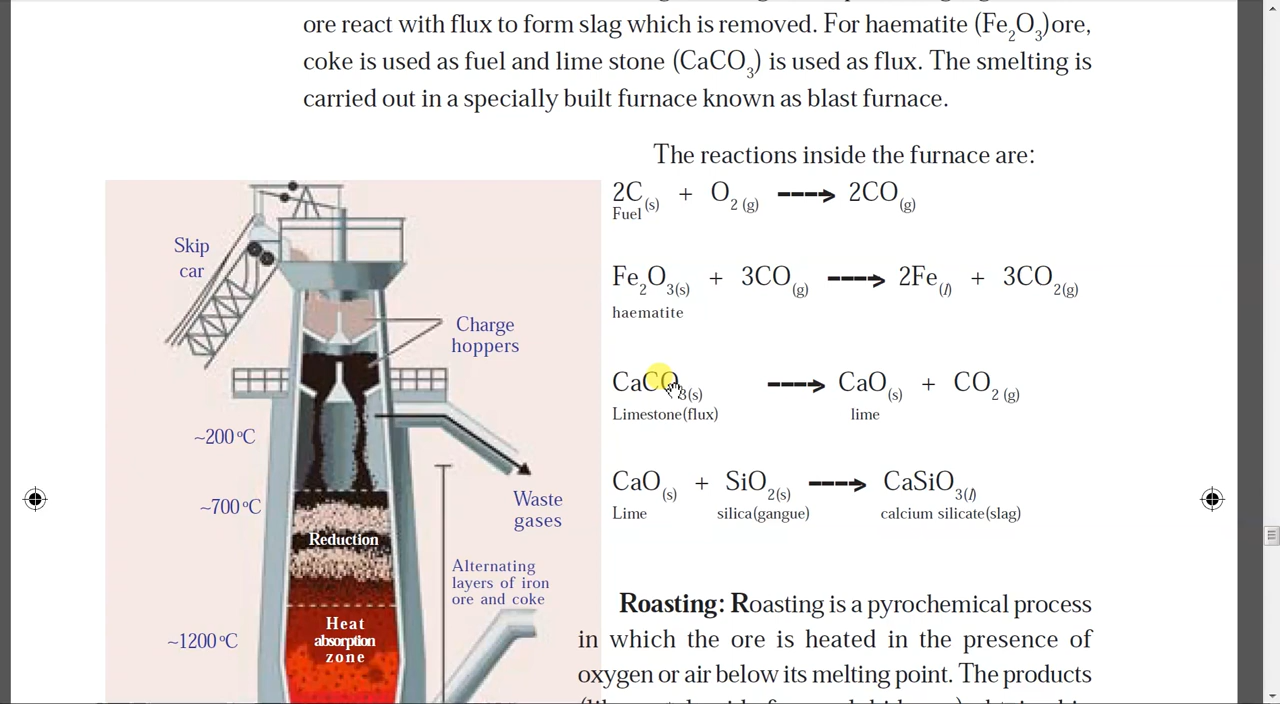 ore react with flux to form slag which is removed. For haematite (Fe₂O₃)ore,
coke is used as fuel and lime stone (CaCO₃) is used as flux. The smelting is
carried out in a specially built furnace known as blast furnace.
The reactions inside the furnace are:
2C(s) + O₂(g) ----> 2CO(g)
Fuel
Fe₂O₃(s) + 3CO(g) ----> 2Fe(l) + 3CO₂(g)
haematite
CaCO₃(s) ----> CaO(s) + CO₂(g)
Limestone(flux) lime
CaO(s) + SiO₂(s) ----> CaSiO₃(l)
Lime silica(gangue) calcium silicate(slag)
Skip
car
Charge
hoppers
~200 ºC
~700 ºC
Waste
gases
Reduction
Alternating
layers of iron
ore and coke
Heat
absorption
zone
~1200 ºC
Roasting: Roasting is a pyrochemical process
in which the ore is heated in the presence of
oxygen or air below its melting point. The products